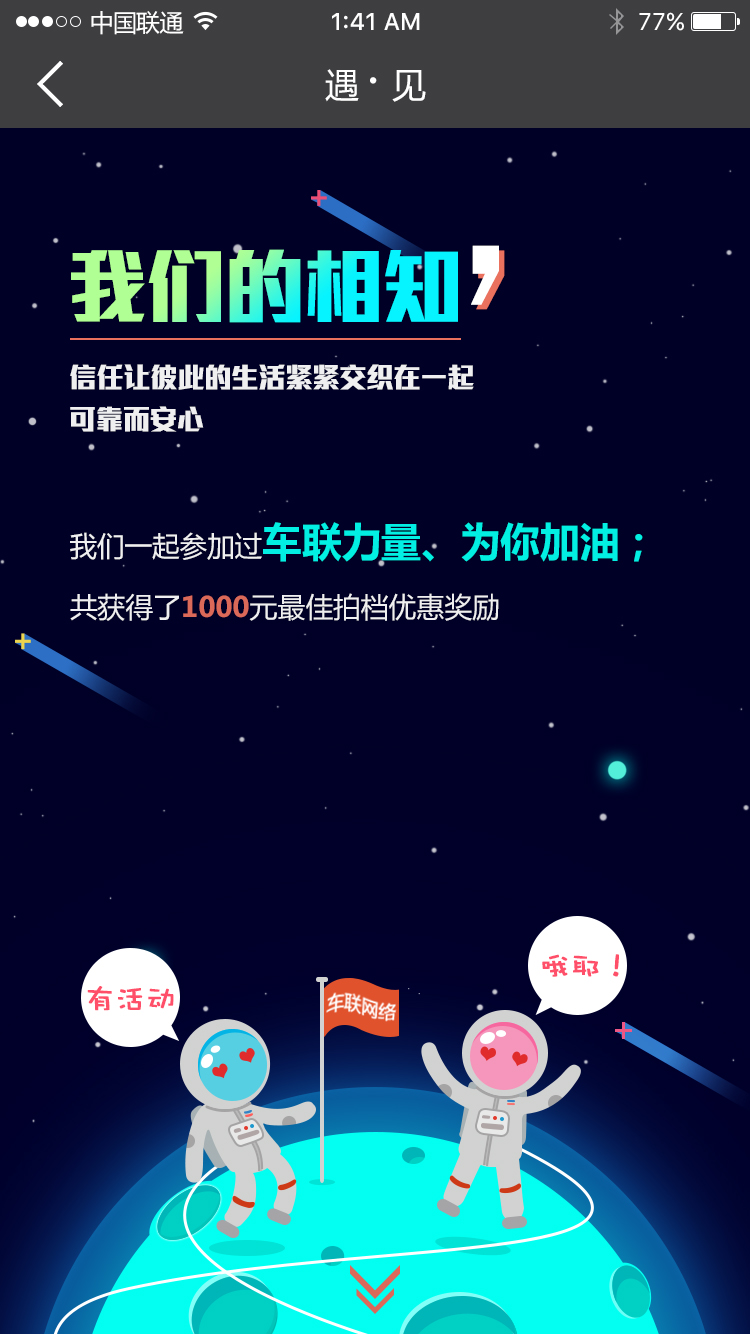 中国联通 1:41 AM 77%
遇·见
我们的相知’
信任让彼此的生活紧紧交织在一起
可靠而安心
我们一起参加过车联力量、为你加油；
共获得了1000元最佳拍档优惠奖励
哦耶！
有活动
车联网络